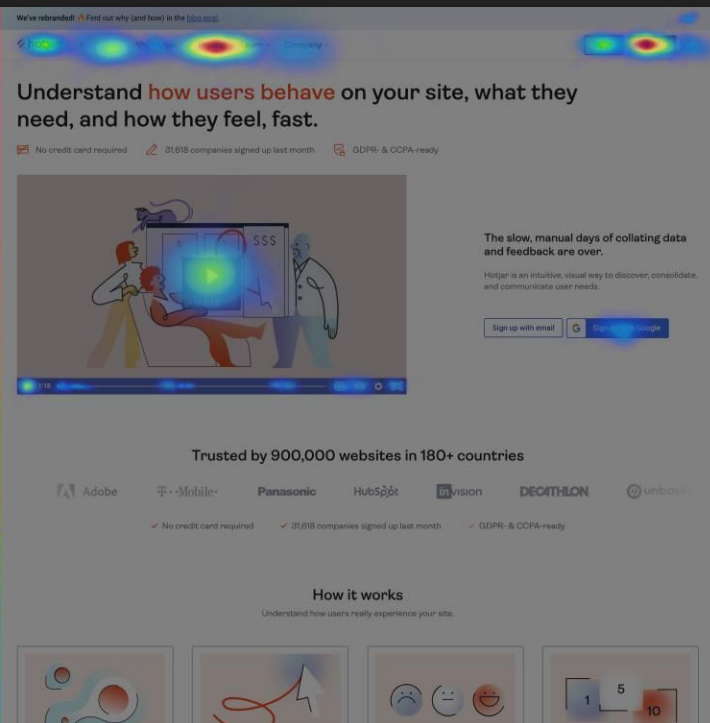 We've rebranded! Find out why (and how) in the blog post.
Company
Understand how users behave on your site, what they
need, and how they feel, fast.
No credit card required
31,618 companies signed up last month
GDPR- & CCPA-ready
$$$
The slow, manual days of collating data
and feedback are over.
Hotjar is an intuitive, visual way to discover, consolidate,
and communicate user needs.
Sign up with email
G
Google
1:18
Trusted by 900,000 websites in 180+ countries
Adobe
T··Mobile·
Panasonic
HubSpot
invision
DECATHLON
No credit card required
31,618 companies signed up last month
GDPR- & CCPA-ready
How it works
Understand how users really experience your site.
1
5
10